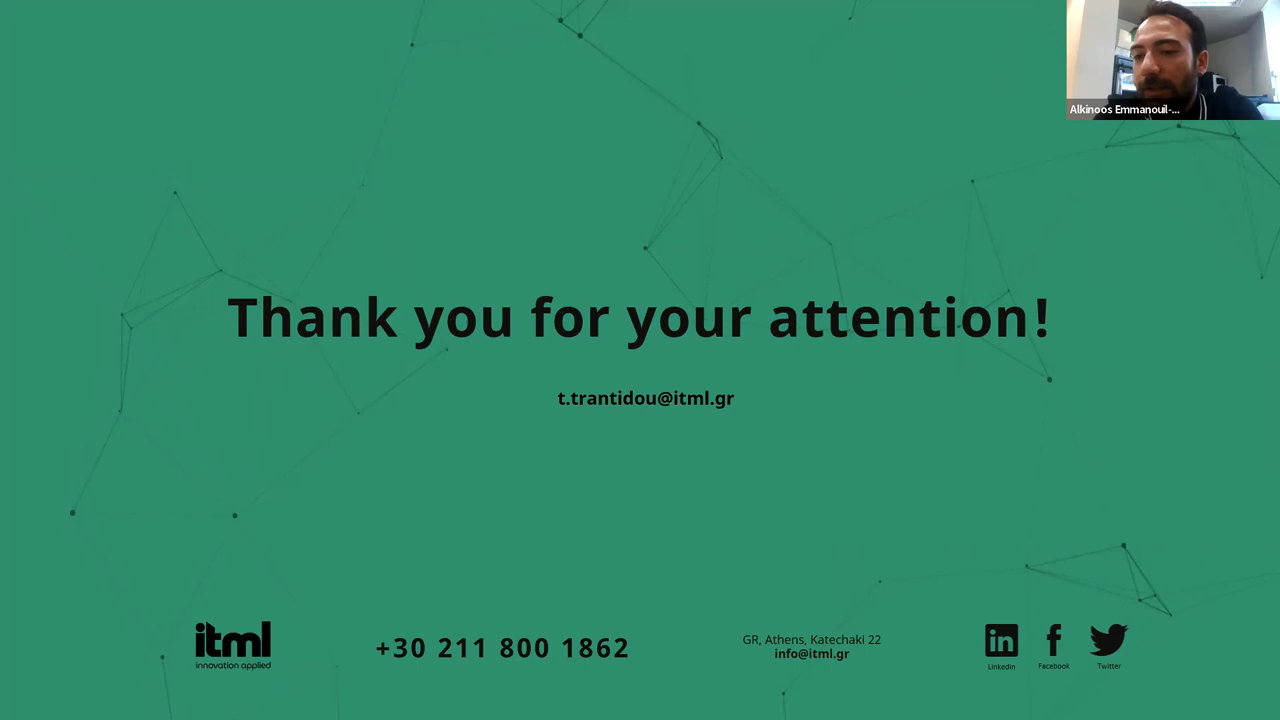 Alkinoos Emmanouil-...
Thank you for your attention!
t.trantidou@itml.gr
itml
innovation applied
+30 211 800 1862
GR, Athens, Katechaki 22
info@itml.gr
in
Linkedin
Facebook
Twitter